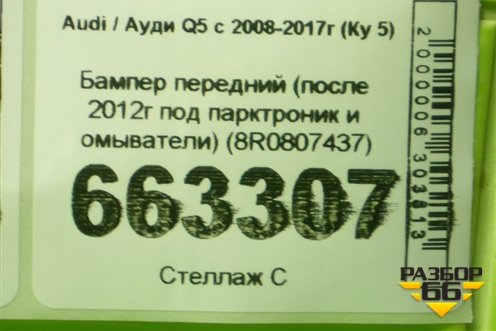 Audi / Ауди Q5 с 2008-2017г (Ку 5)
Бампер передний (после
2012г под парктроник и
омыватели) (8R0807437)
663307
Стеллаж С
РАЗБОР
66